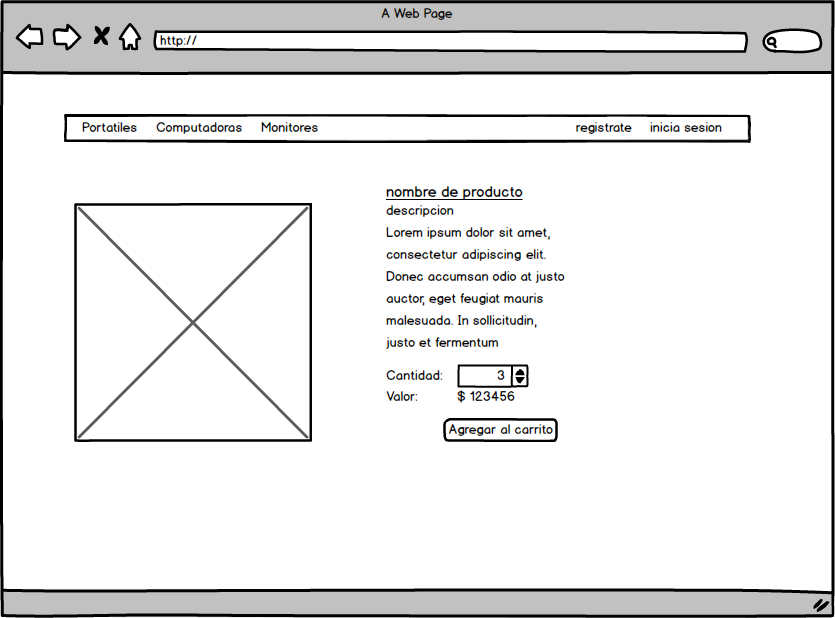 A Web Page
http://
Portatiles Computadoras Monitores registrate inicia sesion
nombre de producto
descripcion
Lorem ipsum dolor sit amet,
consectetur adipiscing elit.
Donec accumsan odio at justo
auctor, eget feugiat mauris
malesuada. In sollicitudin,
justo et fermentum
Cantidad: 3
Valor: $ 123456
Agregar al carrito